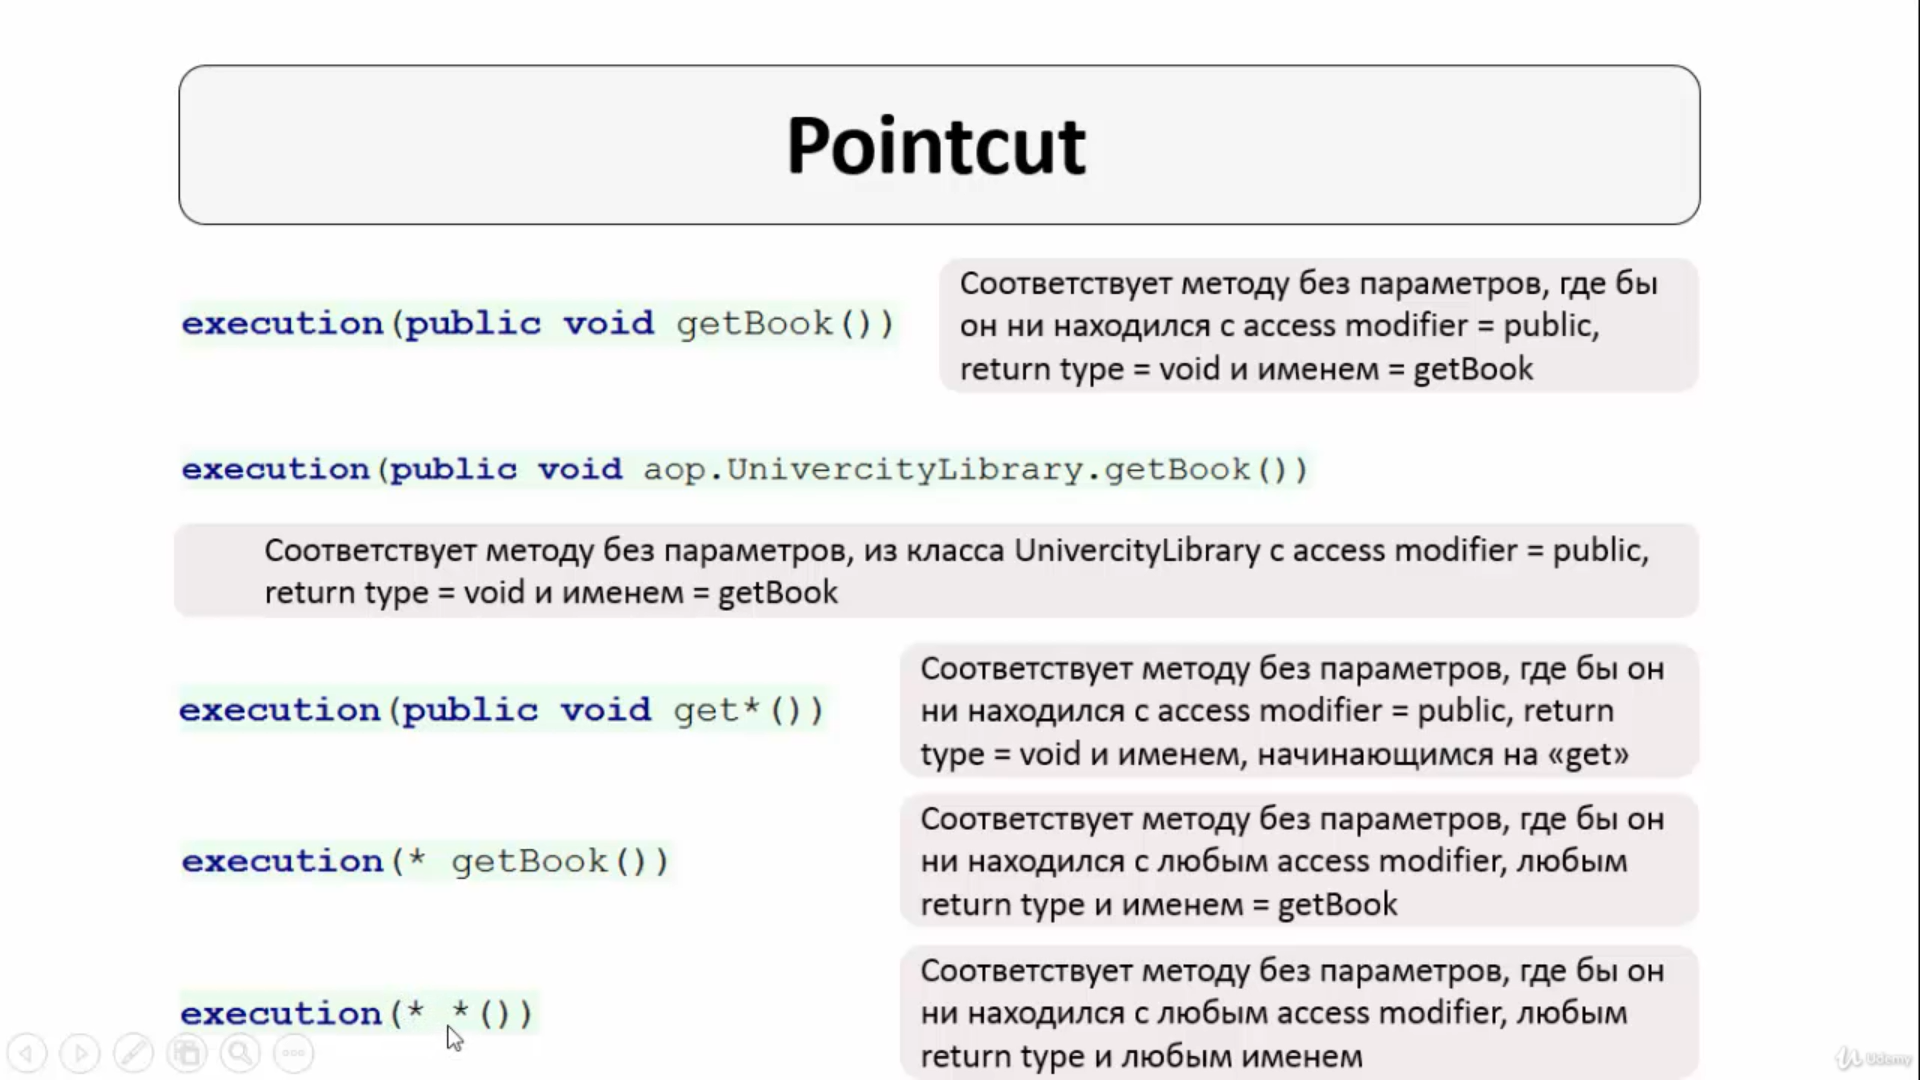 Pointcut
execution(public void getBook())
Соответствует методу без параметров, где бы
он ни находился с access modifier = public,
return type = void и именем = getBook
execution(public void aop.UnivercityLibrary.getBook())
Соответствует методу без параметров, из класса UnivercityLibrary с access modifier = public,
return type = void и именем = getBook
execution(public void get*())
Соответствует методу без параметров, где бы он
ни находился с access modifier = public, return
type = void и именем, начинающимся на «get»
execution(* getBook())
Соответствует методу без параметров, где бы он
ни находился с любым access modifier, любым
return type и именем = getBook
execution(* *())
Соответствует методу без параметров, где бы он
ни находился с любым access modifier, любым
return type и любым именем
Udemy